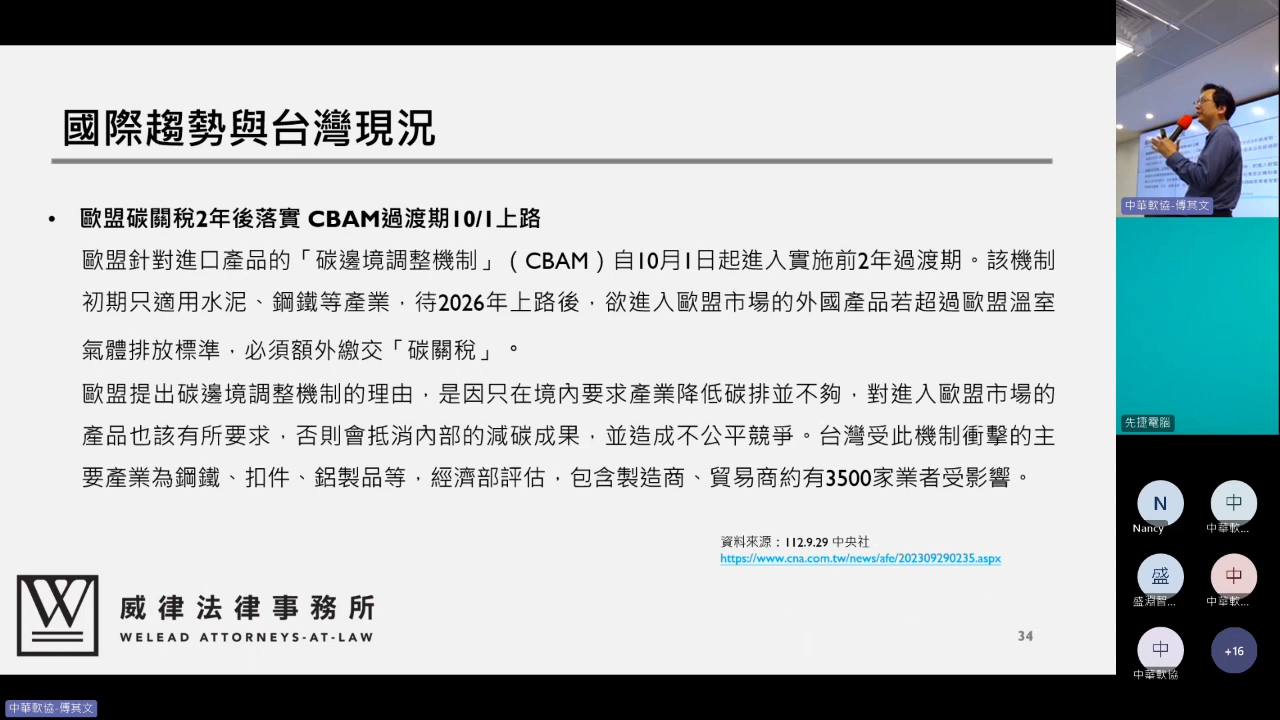 國際趨勢與台灣現況
• 歐盟碳關稅2年後落實 CBAM過渡期10/1上路
歐盟針對進口產品的「碳邊境調整機制」（CBAM）自10月1日起進入實施前2年過渡期。該機制
初期只適用水泥、鋼鐵等產業，待2026年上路後，欲進入歐盟市場的外國產品若超過歐盟溫室
氣體排放標準，必須額外繳交「碳關稅」。
歐盟提出碳邊境調整機制的理由，是因只在境內要求產業降低碳排並不夠，對進入歐盟市場的
產品也該有所要求，否則會抵消內部的減碳成果，並造成不公平競爭。台灣受此機制衝擊的主
要產業為鋼鐵、扣件、鋁製品等，經濟部評估，包含製造商、貿易商約有3500家業者受影響。
資料來源：112.9.29 中央社
https://www.cna.com.tw/news/afe/202309290235.aspx
W
威律法律事務所
WELEAD ATTORNEYS-AT-LAW
34
中華軟協-傅其文
中華軟協-傅其文
先捷電腦
N
Nancy
中
中華軟...
盛
盛淵智...
中
中華軟...
中
中華軟協
+16